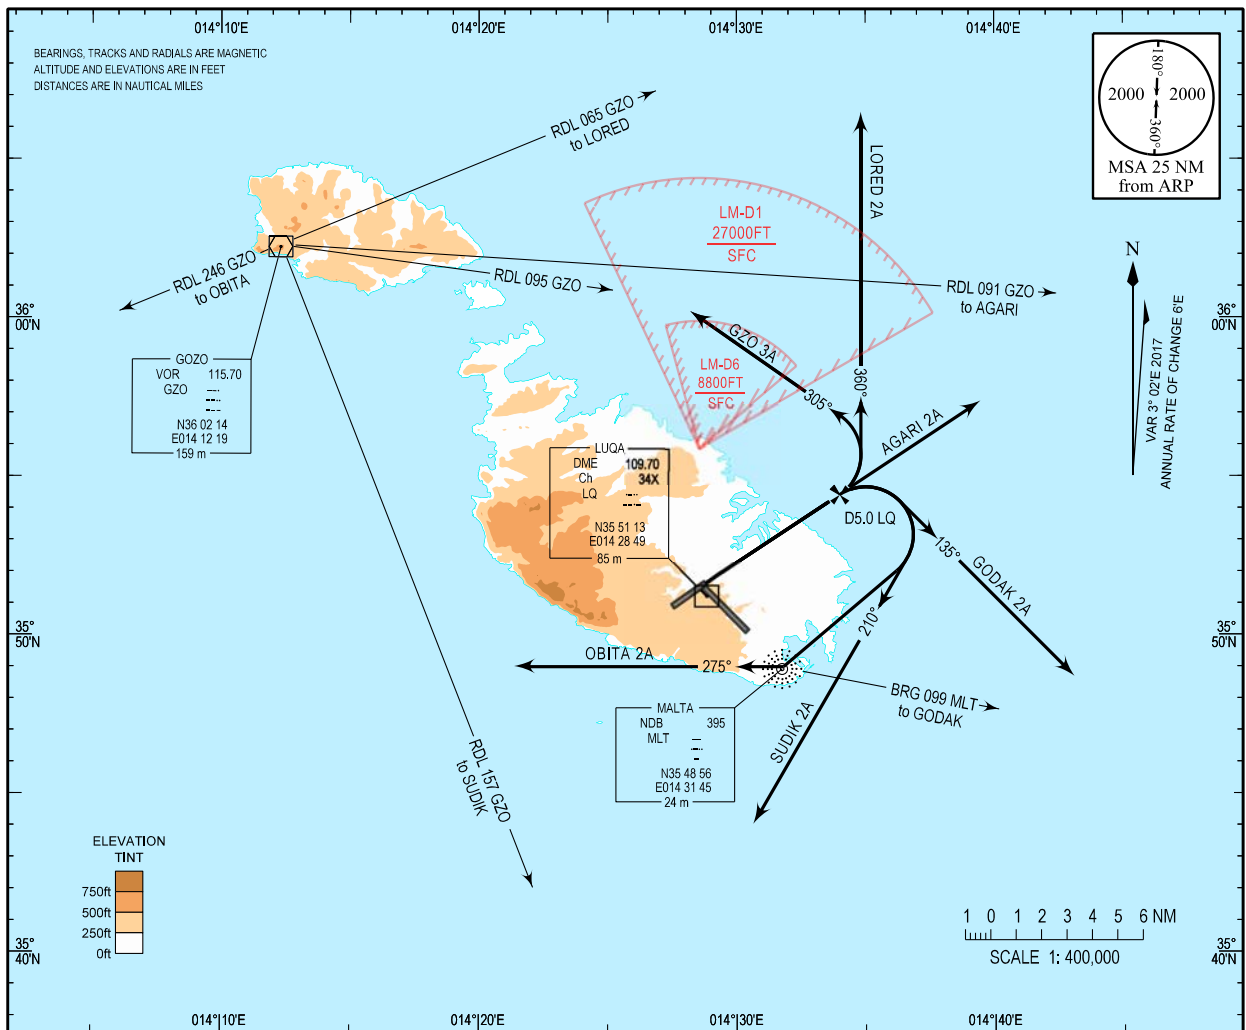 014°10'E
014°20'E
014°30'E
014°40'E
BEARINGS, TRACKS AND RADIALS ARE MAGNETIC
ALTITUDE AND ELEVATIONS ARE IN FEET
DISTANCES ARE IN NAUTICAL MILES
180°
2000
2000
360°
MSA 25 NM
from ARP
RDL 065 GZO
to LORED
LORED 2A
LM-D1
27000FT
SFC
N
RDL 246 GZO
to OBITA
RDL 095 GZO
RDL 091 GZO
to AGARI
36°
00'N
36°
00'N
GZO 3A
VAR 3° 02'E 2017
ANNUAL RATE OF CHANGE 6'E
GOZO
VOR 115.70
GZO
N36 02 14
E014 12 19
159 m
LM-D6
8800FT
SFC
305°
360°
AGARI 2A
LUQA
DME 109.70
Ch 34X
LQ
N35 51 13
E014 28 49
85 m
D5.0 LQ
135°
GODAK 2A
210°
35°
50'N
35°
50'N
OBITA 2A
275°
BRG 099 MLT
to GODAK
MALTA
NDB 395
MLT
N35 48 56
E014 31 45
24 m
SUDIK 2A
RDL 157 GZO
to SUDIK
ELEVATION
TINT
750ft
500ft
250ft
0ft
1 0 1 2 3 4 5 6 NM
SCALE 1: 400,000
35°
40'N
35°
40'N
014°10'E
014°20'E
014°30'E
014°40'E